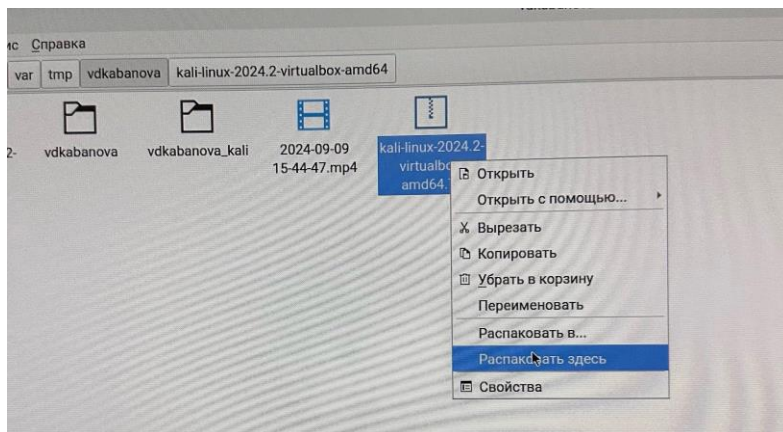 Справка
var tmp vdkabanova kali-linux-2024.2-virtualbox-amd64
vdkabanova
vdkabanova_kali
2024-09-09
15-44-47.mp4
kali-linux-2024.2-
amd64.
Открыть
Открыть с помощью...
Вырезать
Копировать
Убрать в корзину
Переименовать
Распаковать в...
Распаковать здесь
Свойства